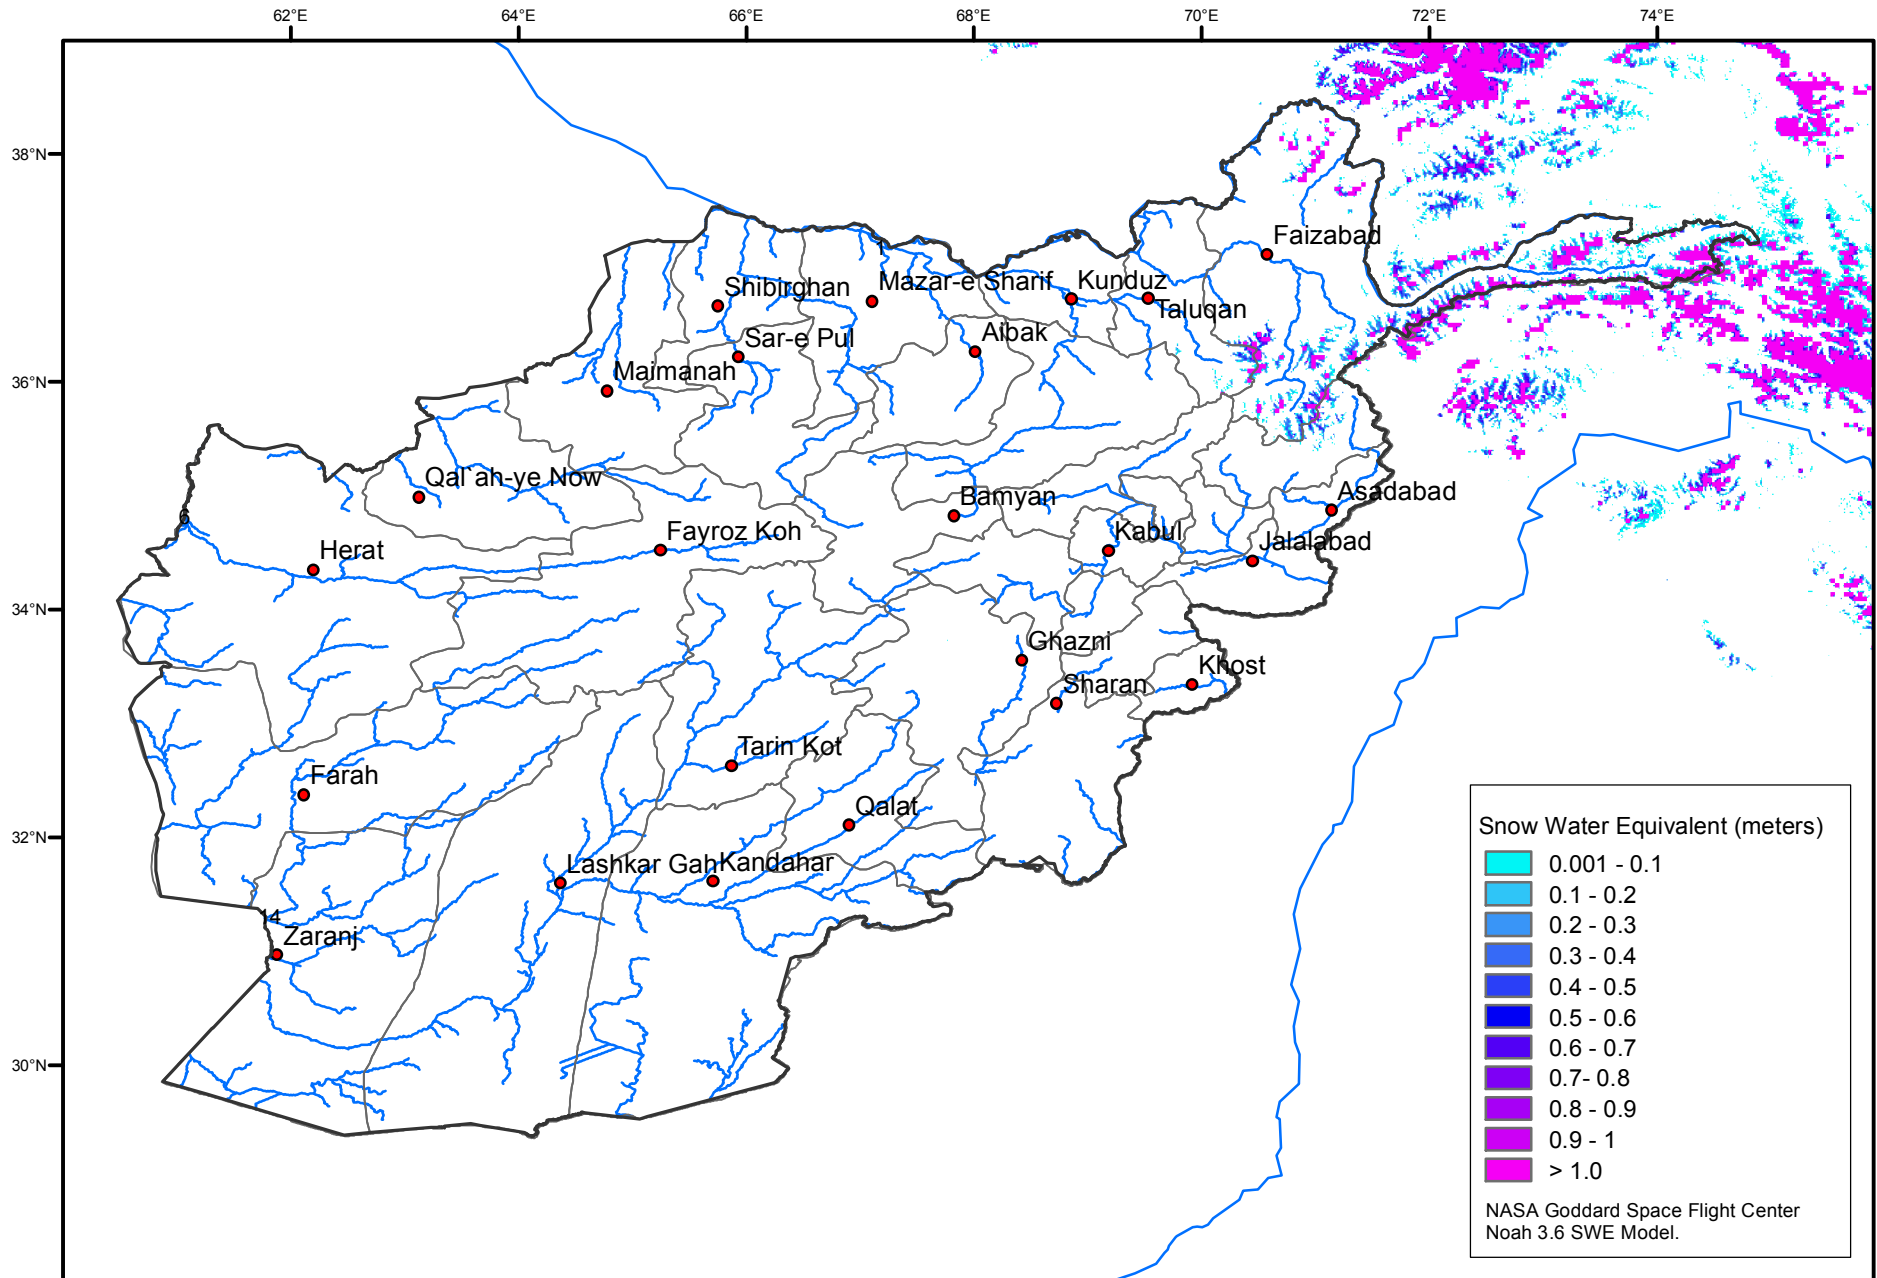 62°E 64°E 66°E 68°E 70°E 72°E 74°E
38°N
Faizabad
Shibirghan
Mazar-e Sharif
Kunduz
Taluqan
Sar-e Pul
Aibak
36°N
Maimanah
Qal`ah-ye Now
Bamyan
Asadabad
6
Fayroz Koh
Kabul
Jalalabad
Herat
34°N
Ghazni
Khost
Sharan
Tarin Kot
Farah
Qalat
32°N
Lashkar Gah
Kandahar
14
Zaranj
30°N
Snow Water Equivalent (meters)
0.001 - 0.1
0.1 - 0.2
0.2 - 0.3
0.3 - 0.4
0.4 - 0.5
0.5 - 0.6
0.6 - 0.7
0.7- 0.8
0.8 - 0.9
0.9 - 1
> 1.0
NASA Goddard Space Flight Center
Noah 3.6 SWE Model.